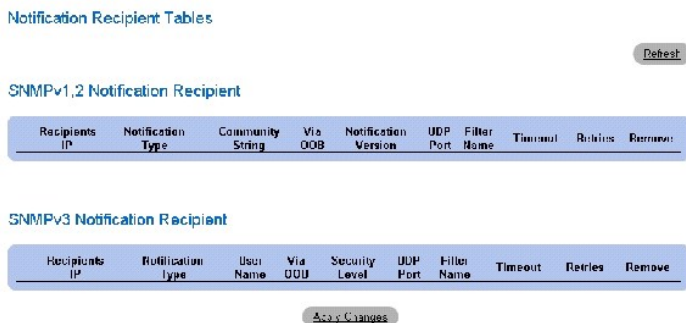 Notification Recipient Tables
Refresh
SNMPv1,2 Notification Recipient
Recipients IP Notification Type Community String Via OOB Notification Version UDP Port Filter Name Timeout Retries Remove
SNMPv3 Notification Recipient
Recipients IP Notification Type User Name Via OOB Security Level UDP Port Filter Name Timeout Retries Remove
Apply Changes